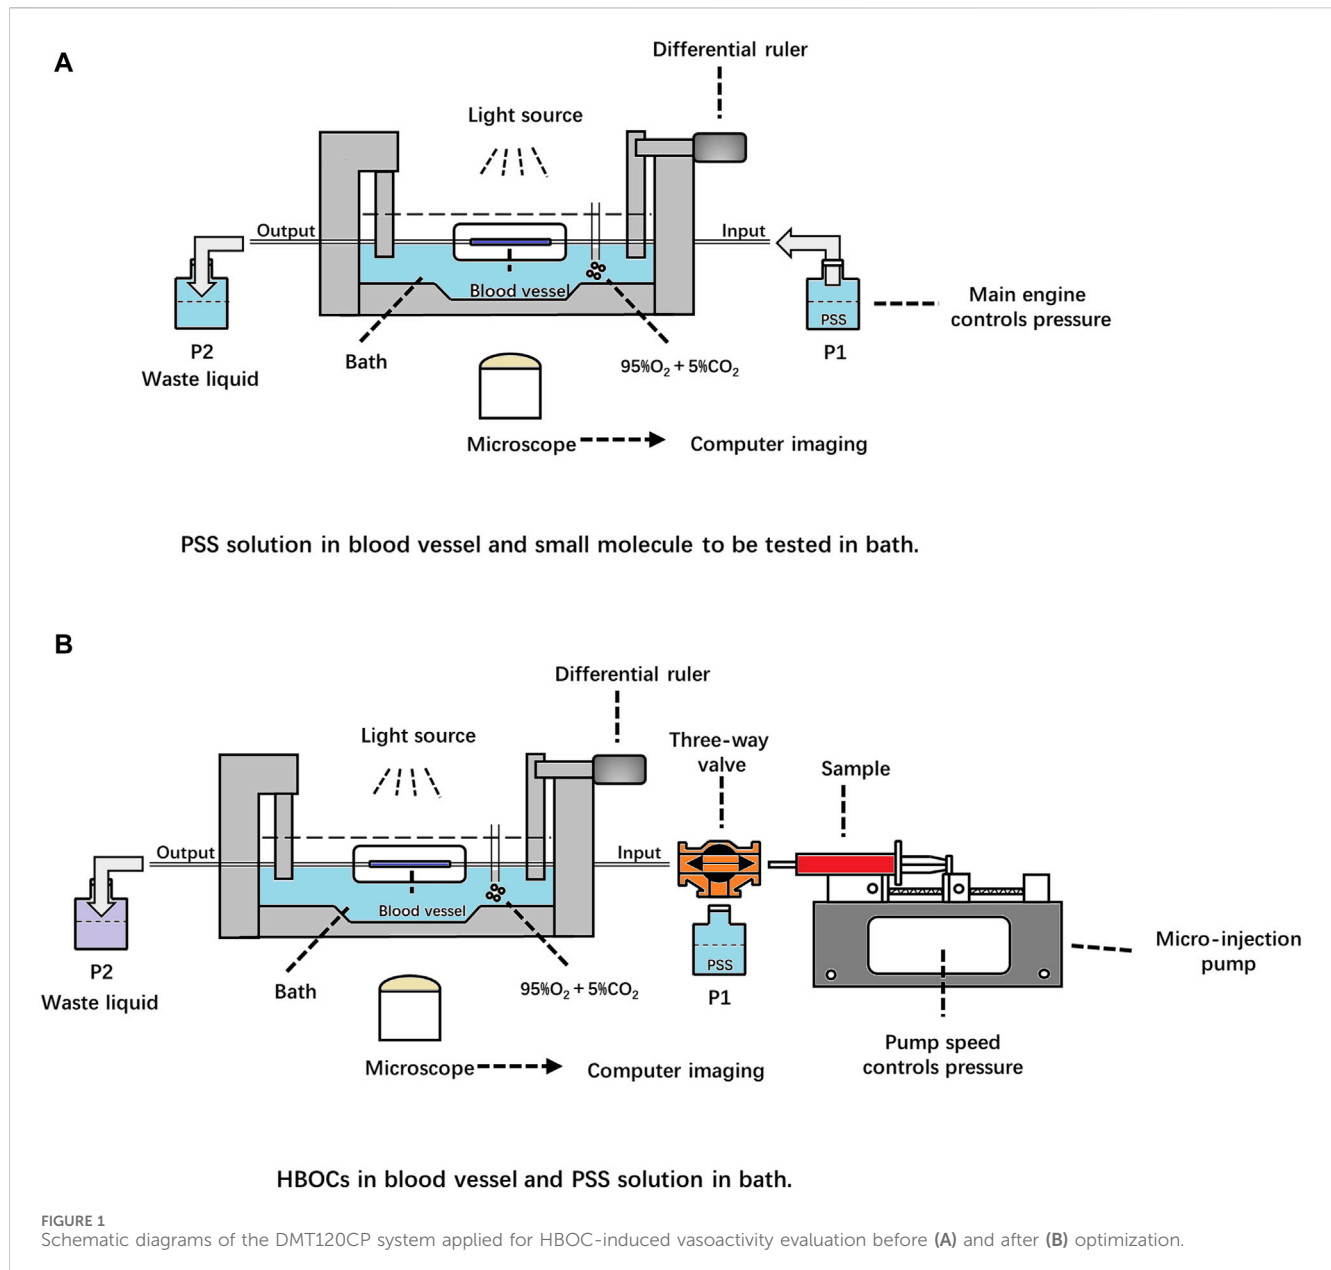 A
Differential ruler
Light source
Output
Input
Blood vessel
PSS
Main engine
controls pressure
P2
Waste liquid
Bath
95%O₂ + 5%CO₂
P1
Microscope
Computer imaging
PSS solution in blood vessel and small molecule to be tested in bath.
B
Differential ruler
Light source
Three-way
valve
Sample
Output
Input
Blood vessel
PSS
Micro-injection
pump
P2
Waste liquid
Bath
95%O₂ + 5%CO₂
P1
Pump speed
controls pressure
Microscope
Computer imaging
HBOCs in blood vessel and PSS solution in bath.
FIGURE 1
Schematic diagrams of the DMT120CP system applied for HBOC-induced vasoactivity evaluation before (A) and after (B) optimization.